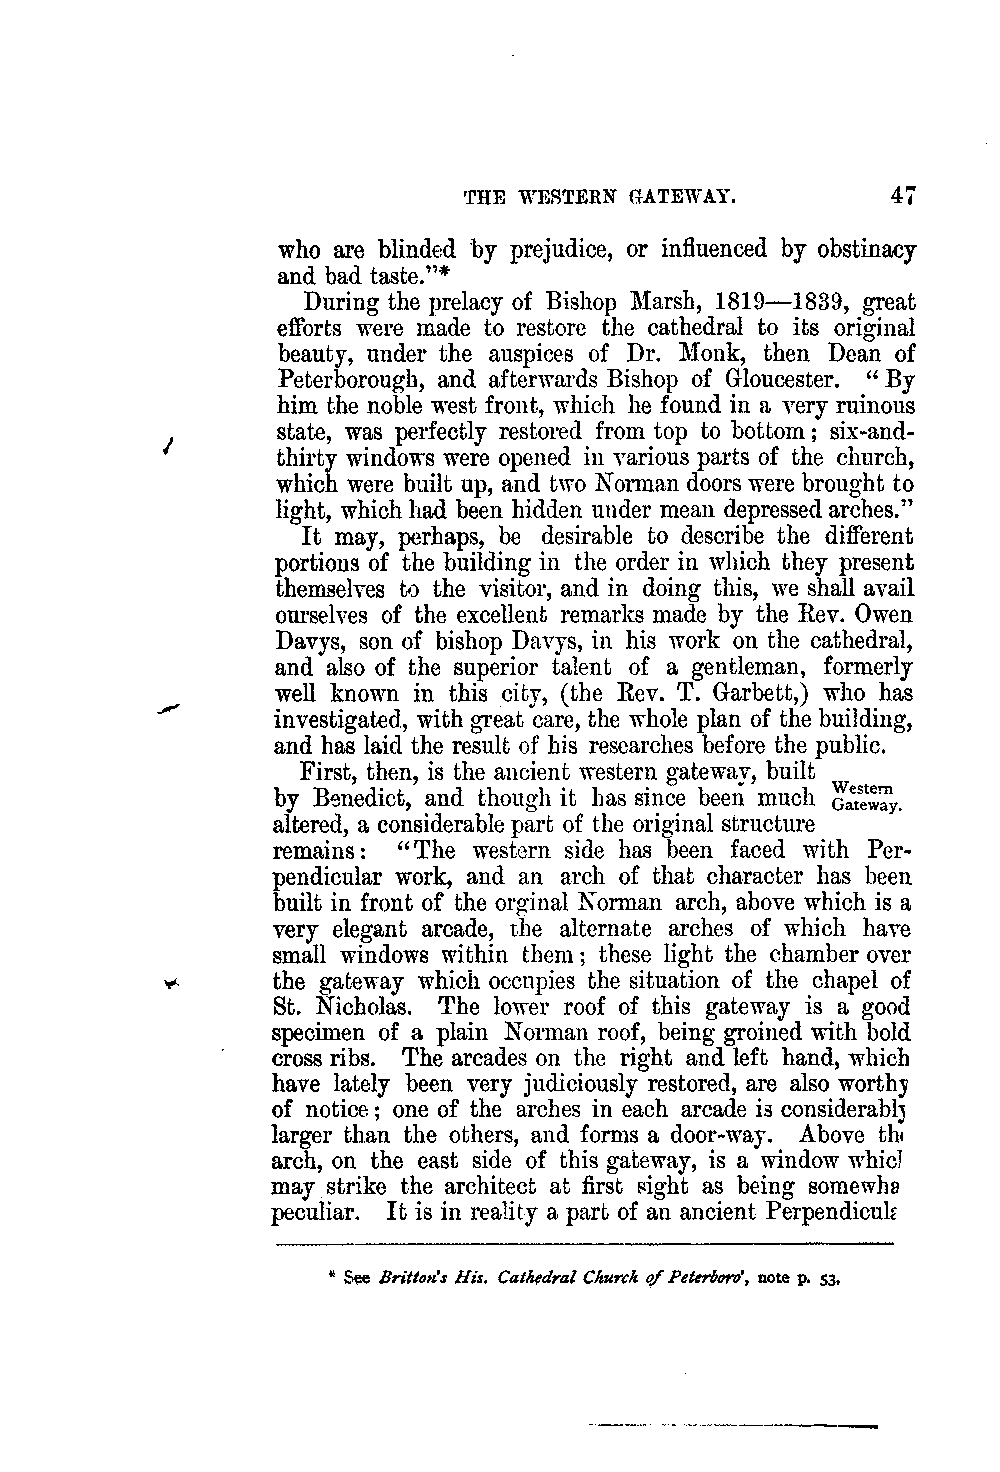 THE WESTERN GATEWAY. 47
who are blinded by prejudice, or influenced by obstinacy
and bad taste."*
During the prelacy of Bishop Marsh, 1819—1839, great
efforts were made to restore the cathedral to its original
beauty, under the auspices of Dr. Monk, then Dean of
Peterborough, and afterwards Bishop of Gloucester. "By
him the noble west front, which he found in a very ruinous
state, was perfectly restored from top to bottom; six-and-
thirty windows were opened in various parts of the church,
which were built up, and two Norman doors were brought to
light, which had been hidden under mean depressed arches."
It may, perhaps, be desirable to describe the different
portions of the building in the order in which they present
themselves to the visitor, and in doing this, we shall avail
ourselves of the excellent remarks made by the Rev. Owen
Davys, son of bishop Davys, in his work on the cathedral,
and also of the superior talent of a gentleman, formerly
well known in this city, (the Rev. T. Garbett,) who has
investigated, with great care, the whole plan of the building,
and has laid the result of his researches before the public.
First, then, is the ancient western gateway, built
by Benedict, and though it has since been much
Western
Gateway.
altered, a considerable part of the original structure
remains: "The western side has been faced with Per-
pendicular work, and an arch of that character has been
built in front of the orginal Norman arch, above which is a
very elegant arcade, the alternate arches of which have
small windows within them; these light the chamber over
the gateway which occupies the situation of the chapel of
St. Nicholas. The lower roof of this gateway is a good
specimen of a plain Norman roof, being groined with bold
cross ribs. The arcades on the right and left hand, which
have lately been very judiciously restored, are also worthy
of notice; one of the arches in each arcade is considerably
larger than the others, and forms a door-way. Above th
arch, on the east side of this gateway, is a window whic
may strike the architect at first sight as being somewha
peculiar. It is in reality a part of an ancient Perpendicul
* See Britton's His. Cathedral Church of Peterboro', note p. 53.